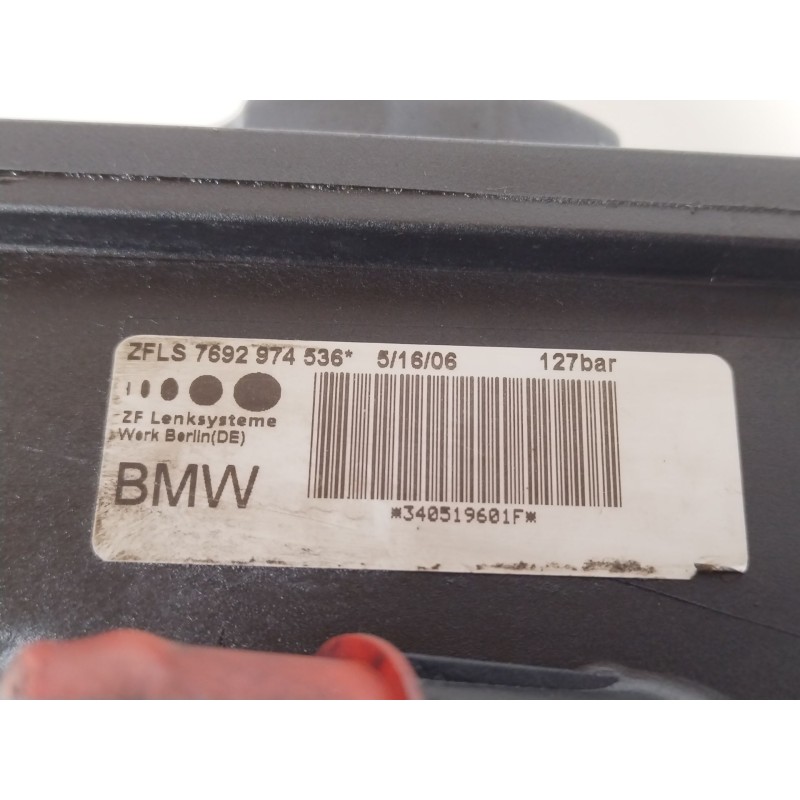 ZFLS 7692 974 536* 5/16/06 127bar
ZF Lenksysteme
Werk Berlin(DE)
BMW
*340519601F*